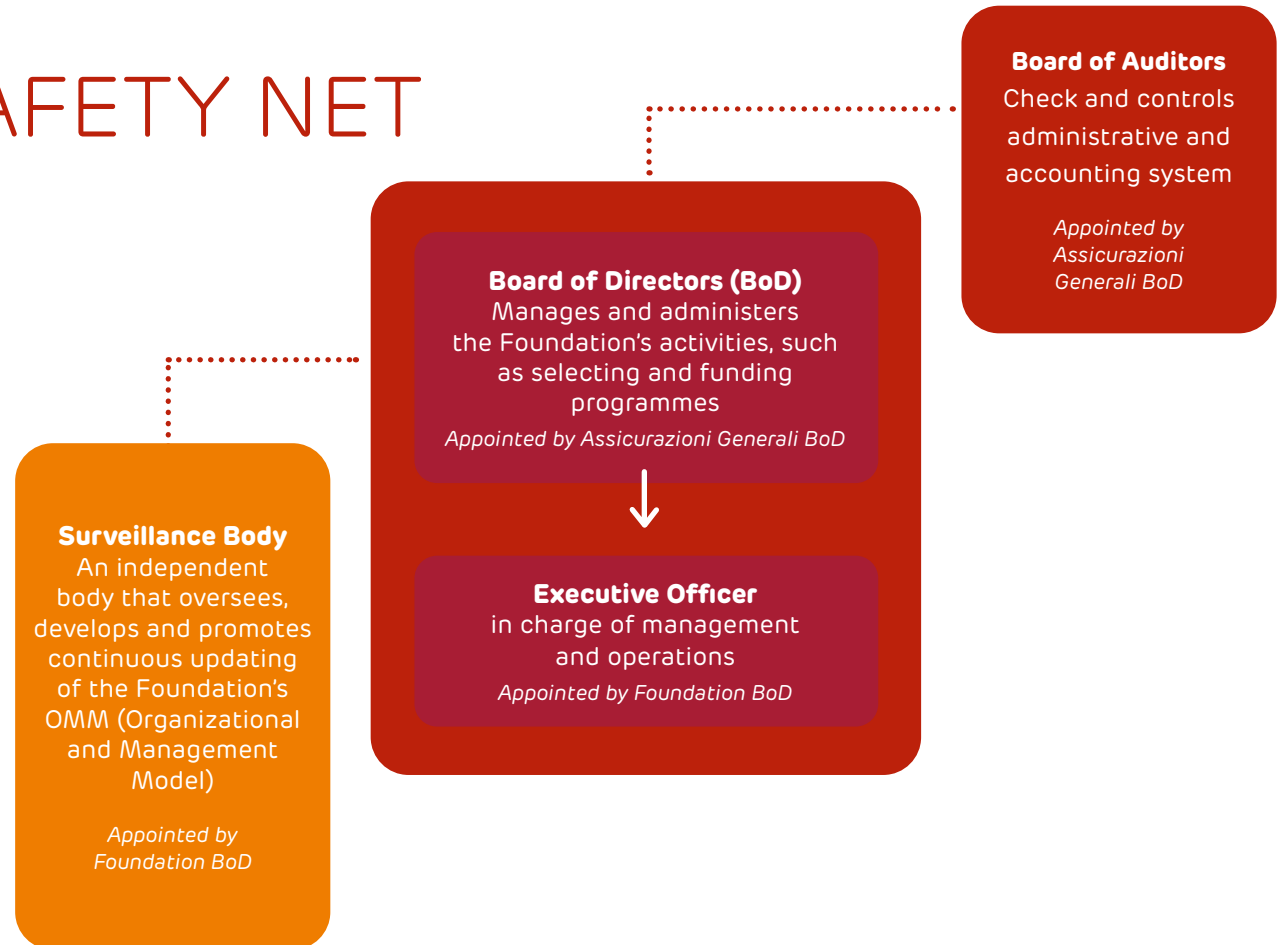 AFETY NET
Board of Auditors
Check and controls
administrative and
accounting system
Appointed by
Assicurazioni
Generali BoD
Board of Directors (BoD)
Manages and administers
the Foundation’s activities, such
as selecting and funding
programmes
Appointed by Assicurazioni Generali BoD
Executive Officer
in charge of management
and operations
Appointed by Foundation BoD
Surveillance Body
An independent
body that oversees,
develops and promotes
continuous updating
of the Foundation’s
OMM (Organizational
and Management
Model)
Appointed by
Foundation BoD